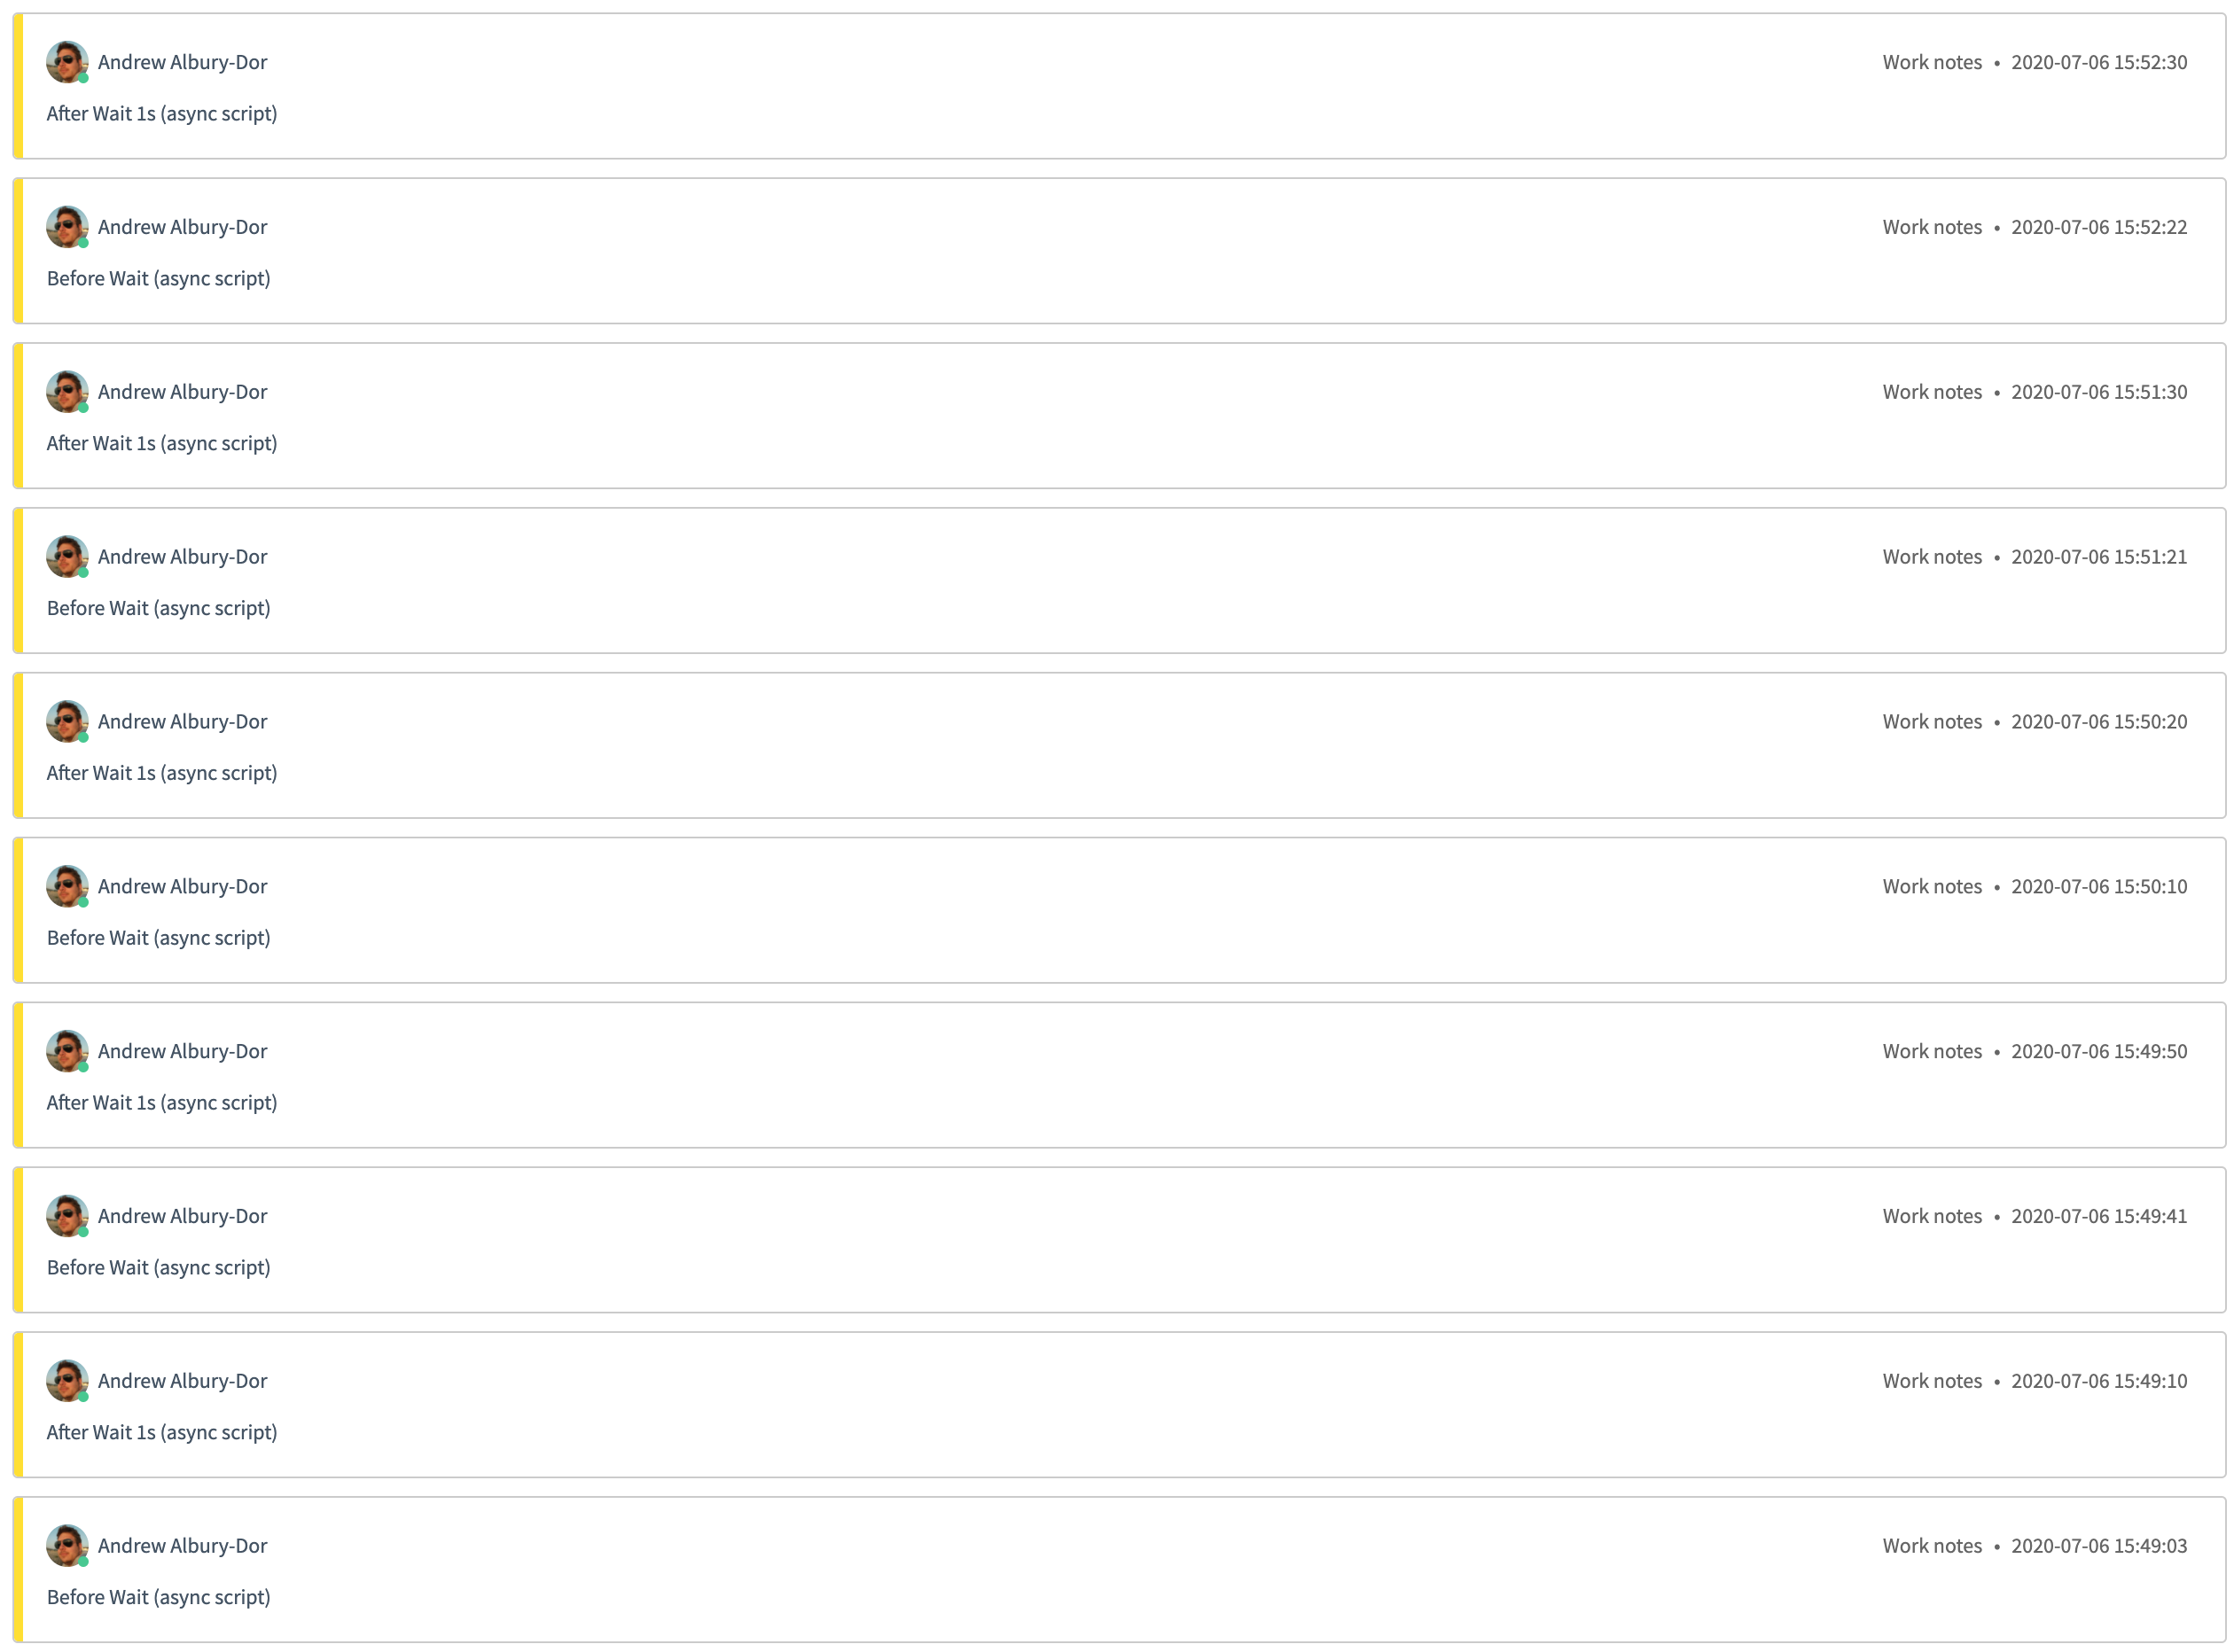 Andrew Albury-Dor Work notes • 2020-07-06 15:52:30
After Wait 1s (async script)
Andrew Albury-Dor Work notes • 2020-07-06 15:52:22
Before Wait (async script)
Andrew Albury-Dor Work notes • 2020-07-06 15:51:30
After Wait 1s (async script)
Andrew Albury-Dor Work notes • 2020-07-06 15:51:21
Before Wait (async script)
Andrew Albury-Dor Work notes • 2020-07-06 15:50:20
After Wait 1s (async script)
Andrew Albury-Dor Work notes • 2020-07-06 15:50:10
Before Wait (async script)
Andrew Albury-Dor Work notes • 2020-07-06 15:49:50
After Wait 1s (async script)
Andrew Albury-Dor Work notes • 2020-07-06 15:49:41
Before Wait (async script)
Andrew Albury-Dor Work notes • 2020-07-06 15:49:10
After Wait 1s (async script)
Andrew Albury-Dor Work notes • 2020-07-06 15:49:03
Before Wait (async script)